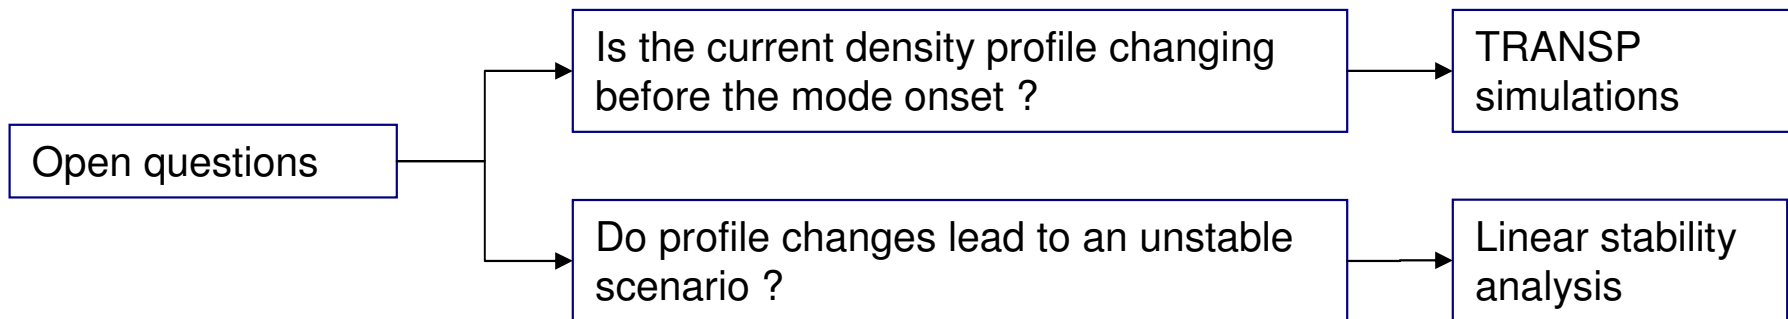 Open questions
Is the current density profile changing
before the mode onset ?
TRANSP
simulations
Do profile changes lead to an unstable
scenario ?
Linear stability
analysis